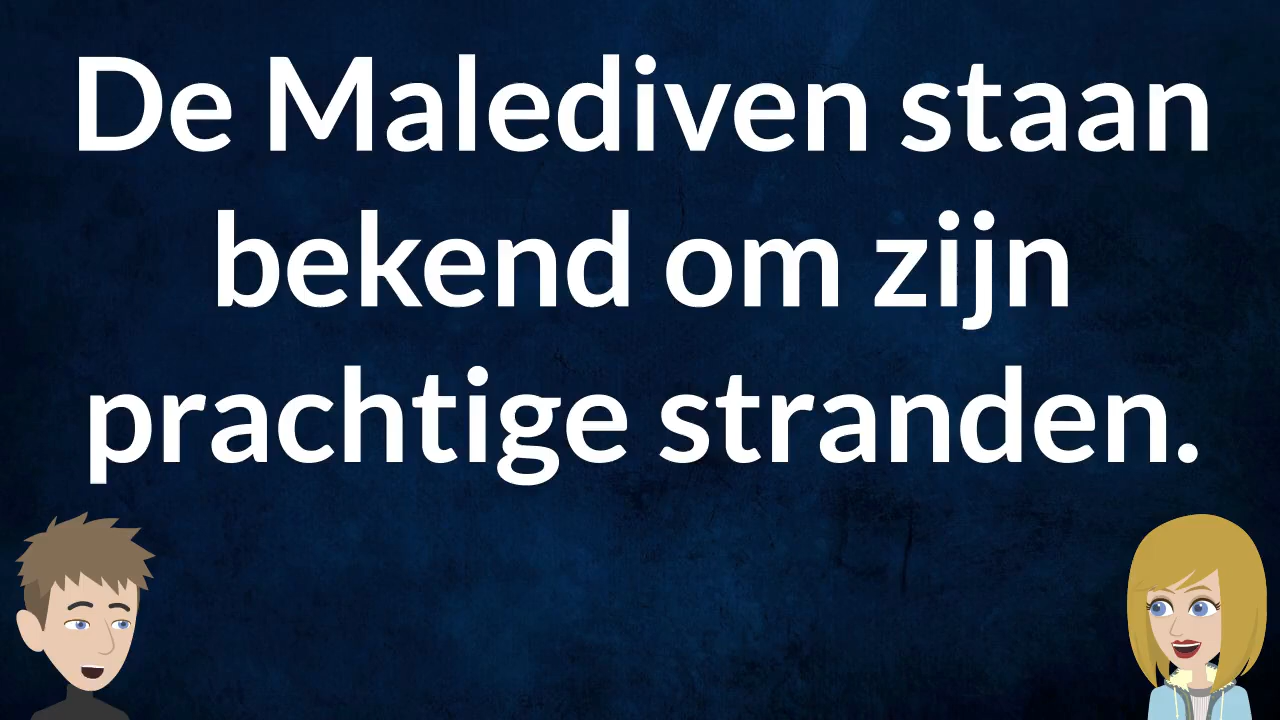 De Malediven staan
bekend om zijn
prachtige stranden.